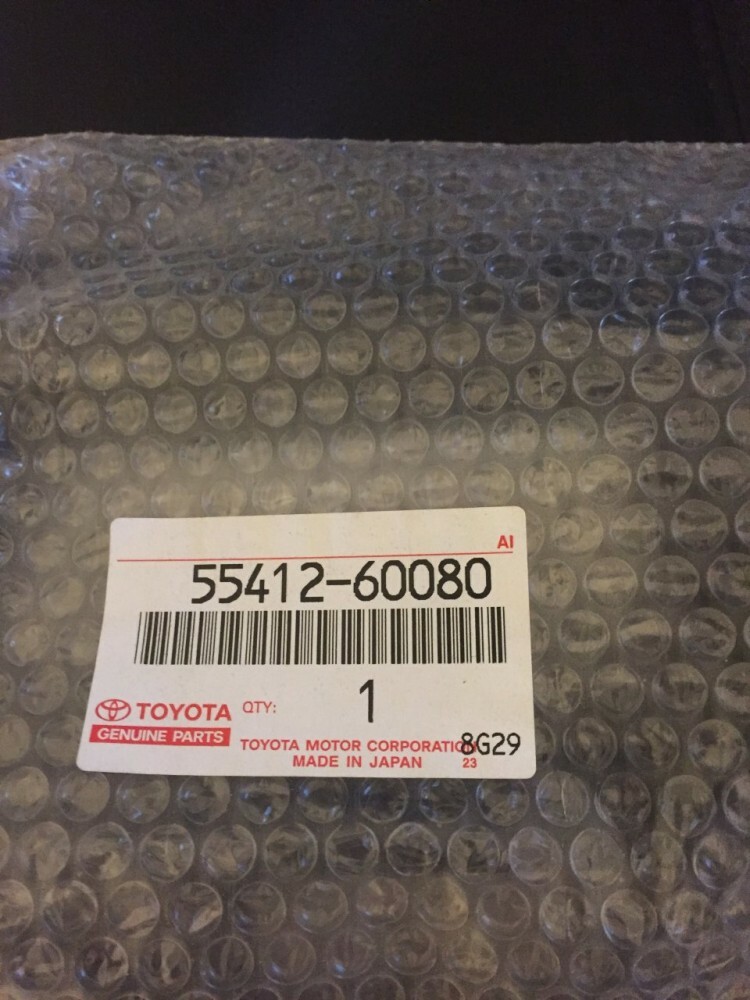 AI
55412-60080
TOYOTA QTY: 1
GENUINE PARTS
TOYOTA MOTOR CORPORATION 8G29
MADE IN JAPAN 23